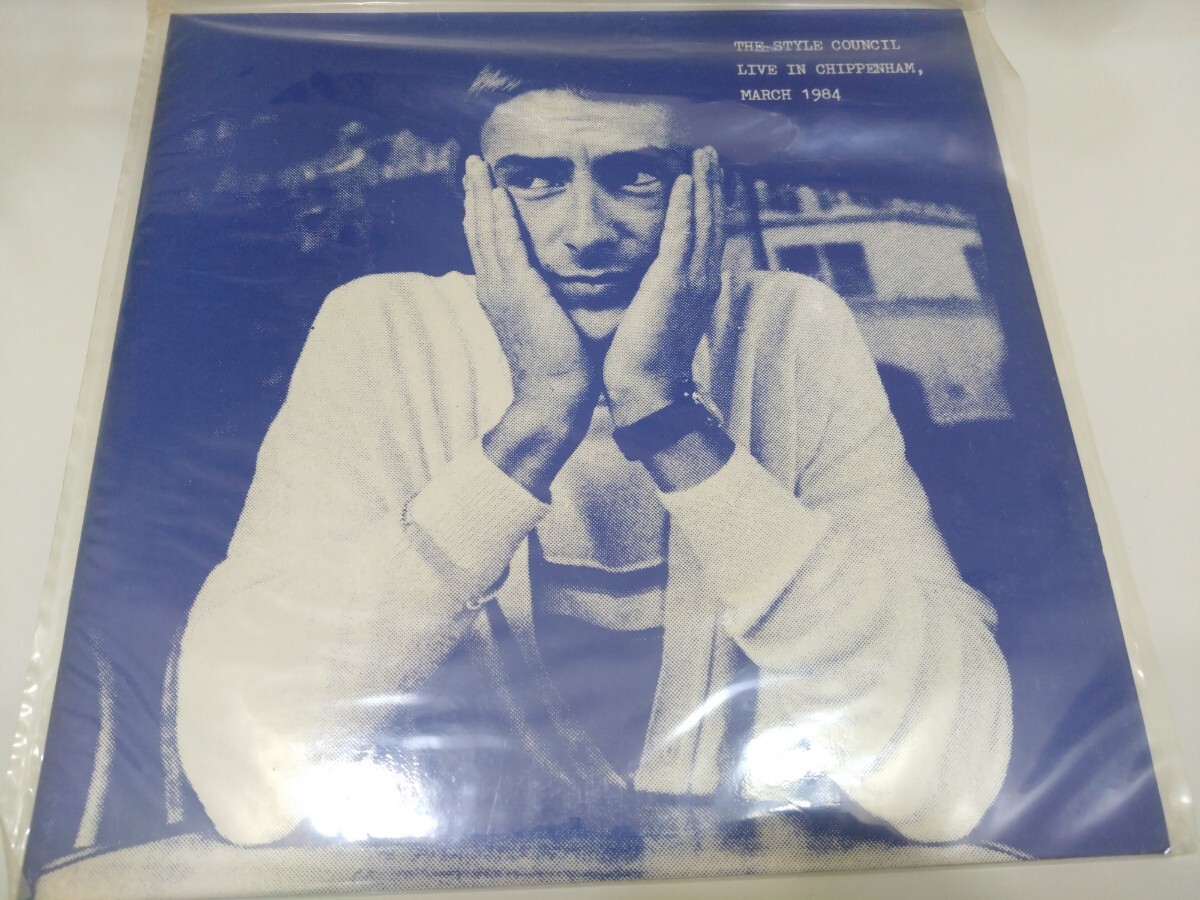 THE STYLE COUNCIL
LIVE IN CHIPPENHAM,
MARCH 1984